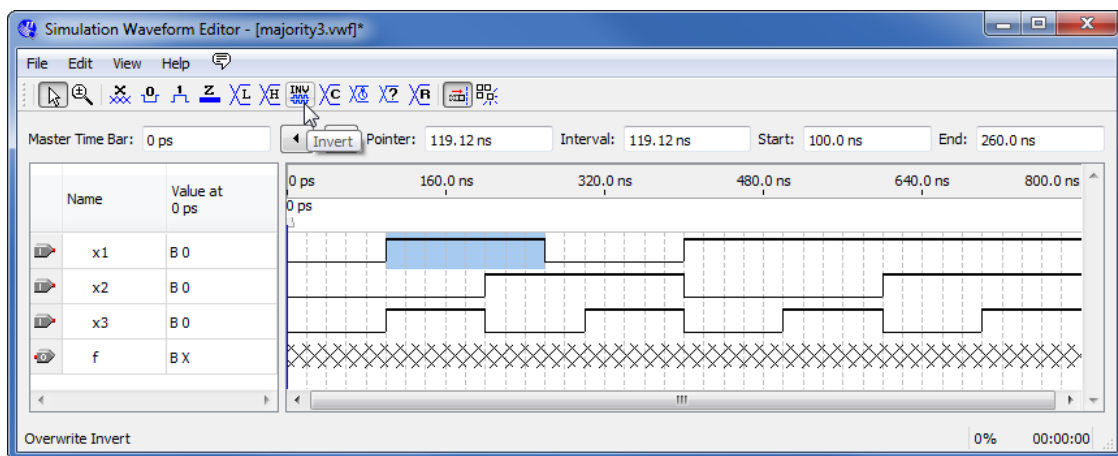 Simulation Waveform Editor - [majority3.vwf]*
File Edit View Help
X 0 1 Z L H INV C ? R
Master Time Bar: 0 ps Pointer: 119.12 ns Interval: 119.12 ns Start: 100.0 ns End: 260.0 ns
Invert
Name Value at 0 ps
0 ps 160.0 ns 320.0 ns 480.0 ns 640.0 ns 800.0 ns
0 ps
x1 B 0
x2 B 0
x3 B 0
f B X
Overwrite Invert 0% 00:00:00